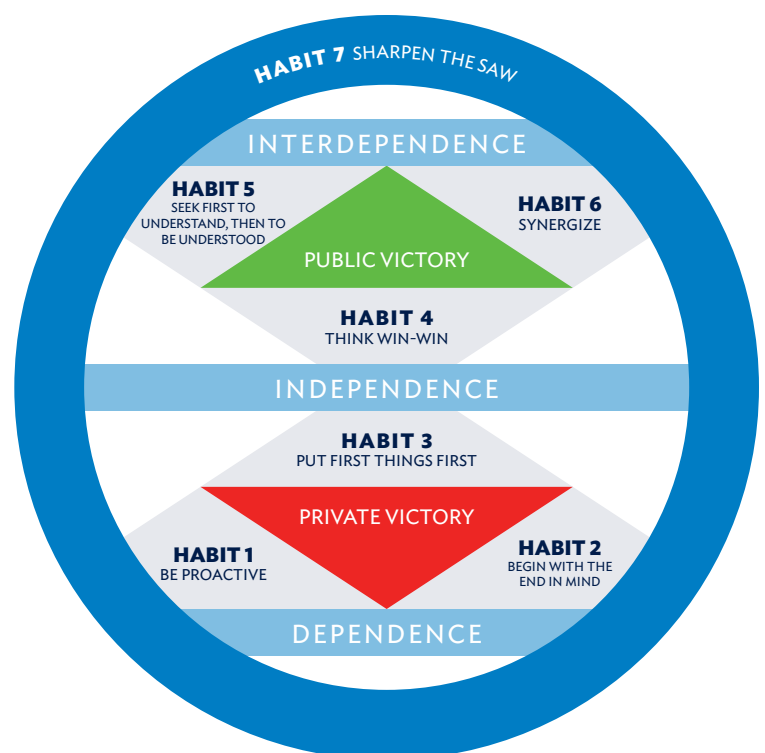 HABIT 7 SHARPEN THE SAW
INTERDEPENDENCE
HABIT 5
SEEK FIRST TO
UNDERSTAND, THEN TO
BE UNDERSTOOD
HABIT 6
SYNERGIZE
PUBLIC VICTORY
HABIT 4
THINK WIN-WIN
INDEPENDENCE
HABIT 3
PUT FIRST THINGS FIRST
PRIVATE VICTORY
HABIT 1
BE PROACTIVE
HABIT 2
BEGIN WITH THE
END IN MIND
DEPENDENCE